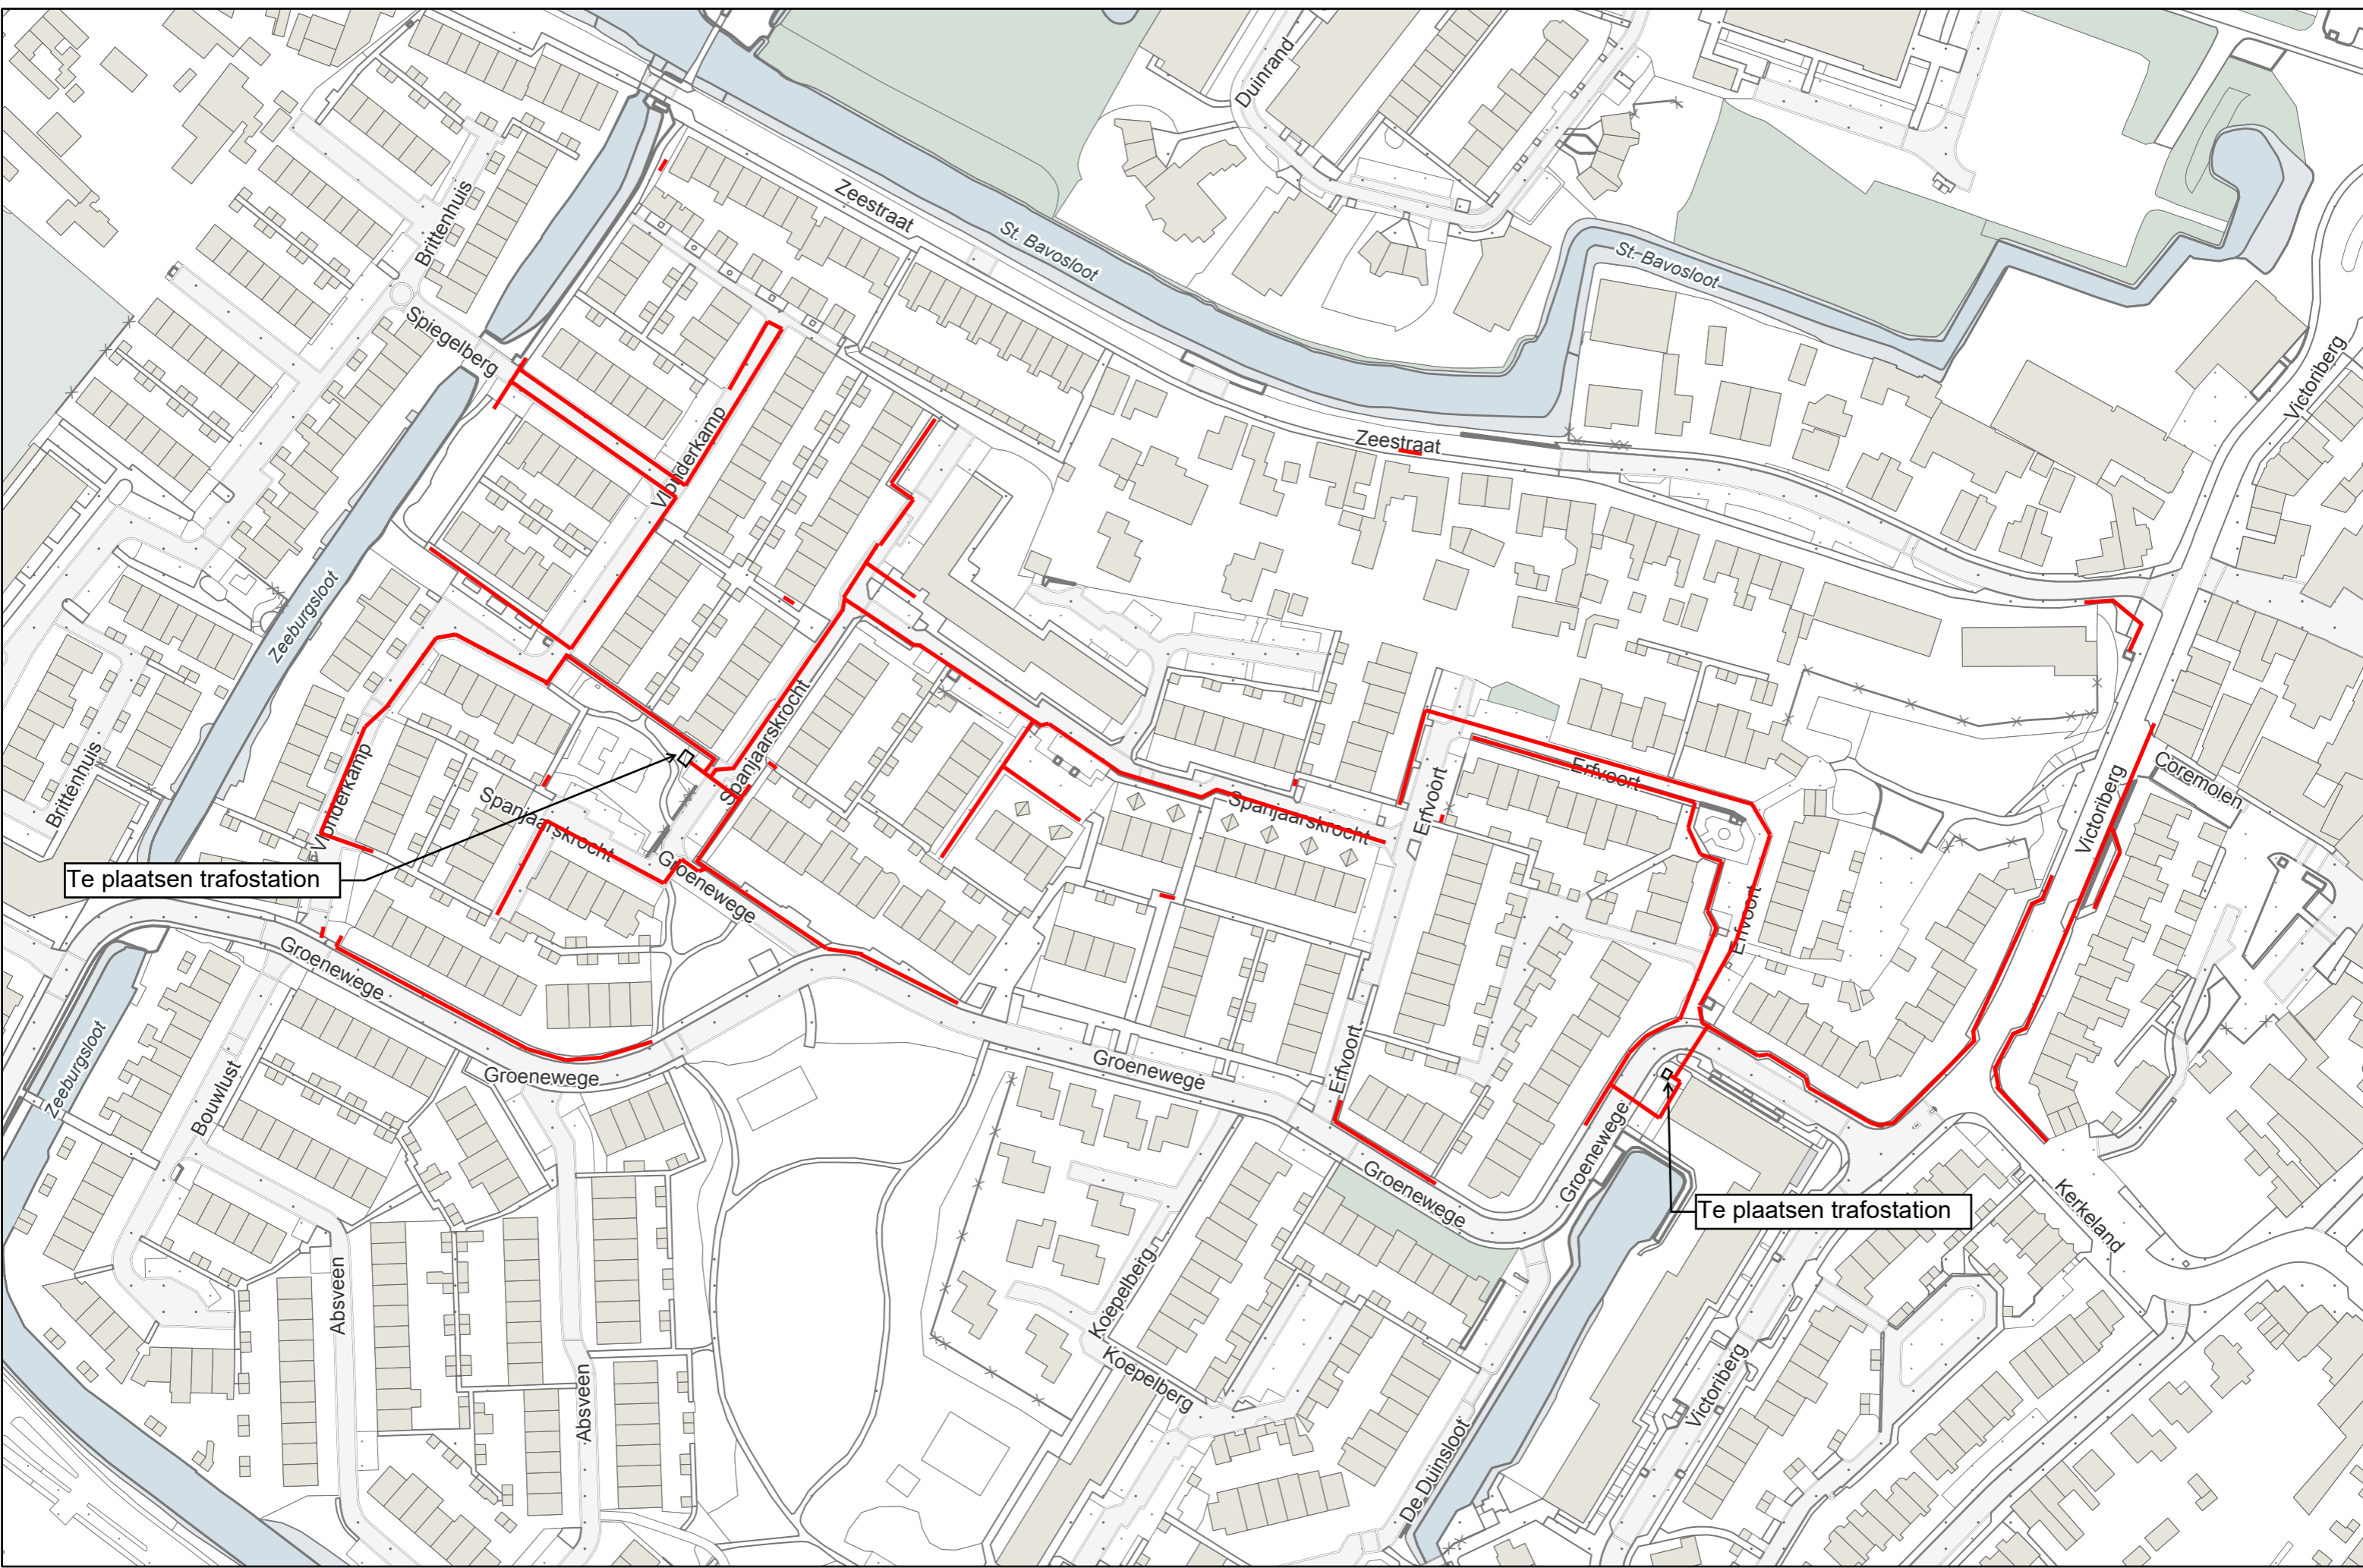 Duinrand
Zeestraat
Brittenhuis
St. Bavosloot
St. Bavosloot
Spiegelberg
Victoriberg
Vlonderkamp
Zeestraat
Zeeburgsloot
Spanjaarskrocht
Brittenhuis
Vlonderkamp
Erfvoort
Coremolen
Spanjaarskrocht
Spanjaarskrocht
Erfvoort
Victoriberg
Te plaatsen trafostation
Groenewege
Erfvoort
Groenewege
Zeeburgsloot
Groenewege
Groenewege
Erfvoort
Bouwlust
Groenewege
Groenewege
Te plaatsen trafostation
Kerkeland
Absveen
Koepelberg
Koepelberg
Absveen
Victoriberg
De Duinsloot